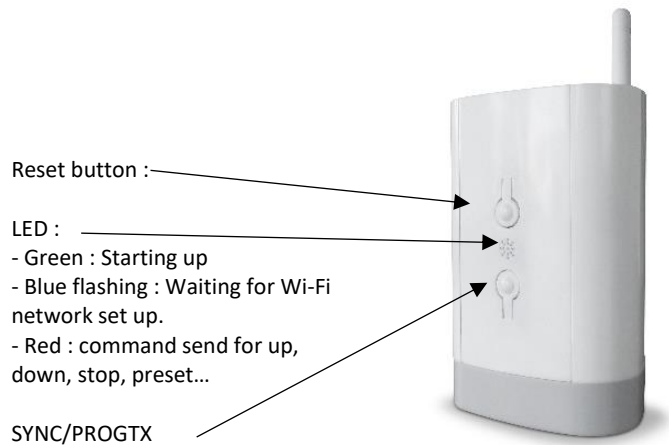 Reset button :
LED :
- Green : Starting up
- Blue flashing : Waiting for Wi-Fi
network set up.
- Red : command send for up,
down, stop, preset…
SYNC/PROGTX